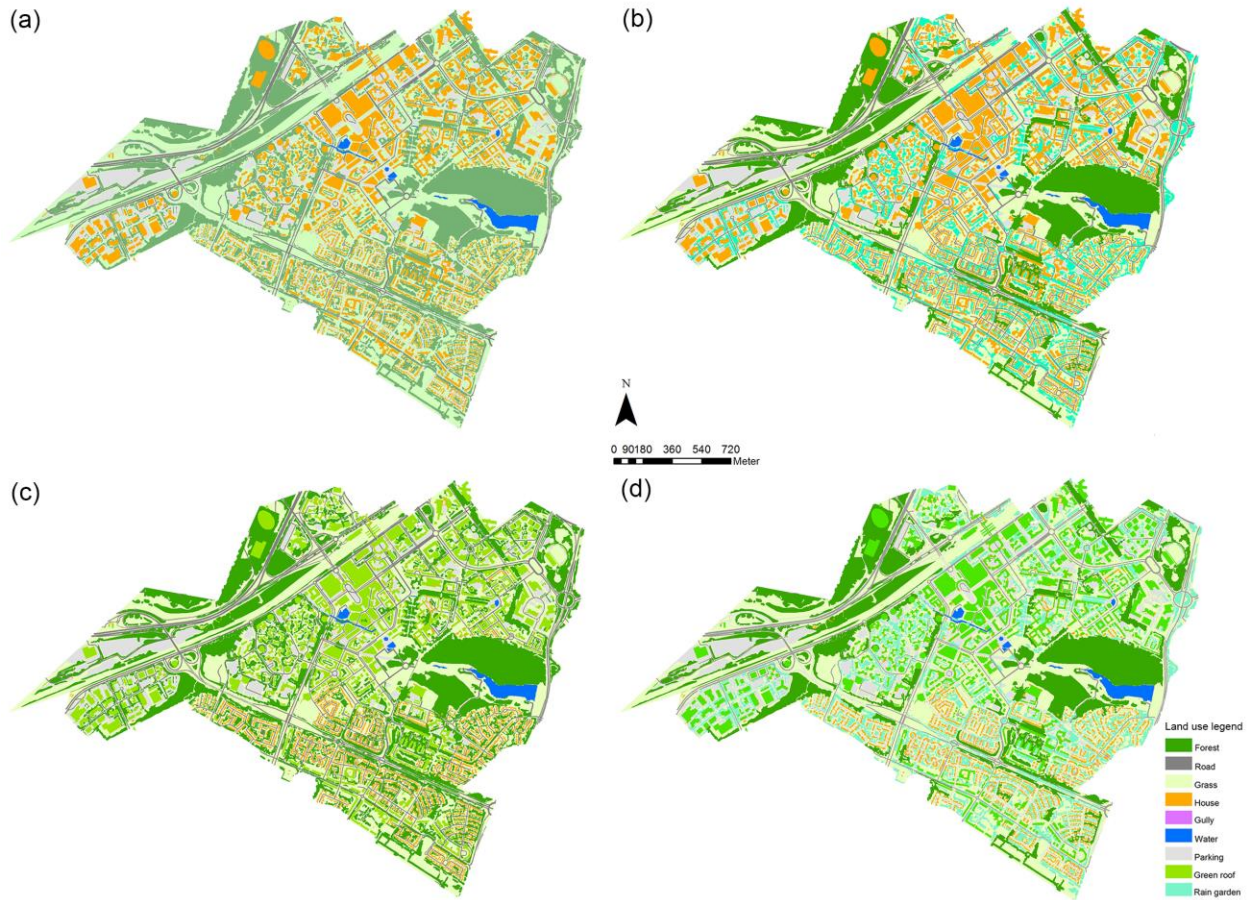 (a)
(b)
N
0 90180 360 540 720
Meter
(c)
(d)
Land use legend
Forest
Road
Grass
House
Gully
Water
Parking
Green roof
Rain garden